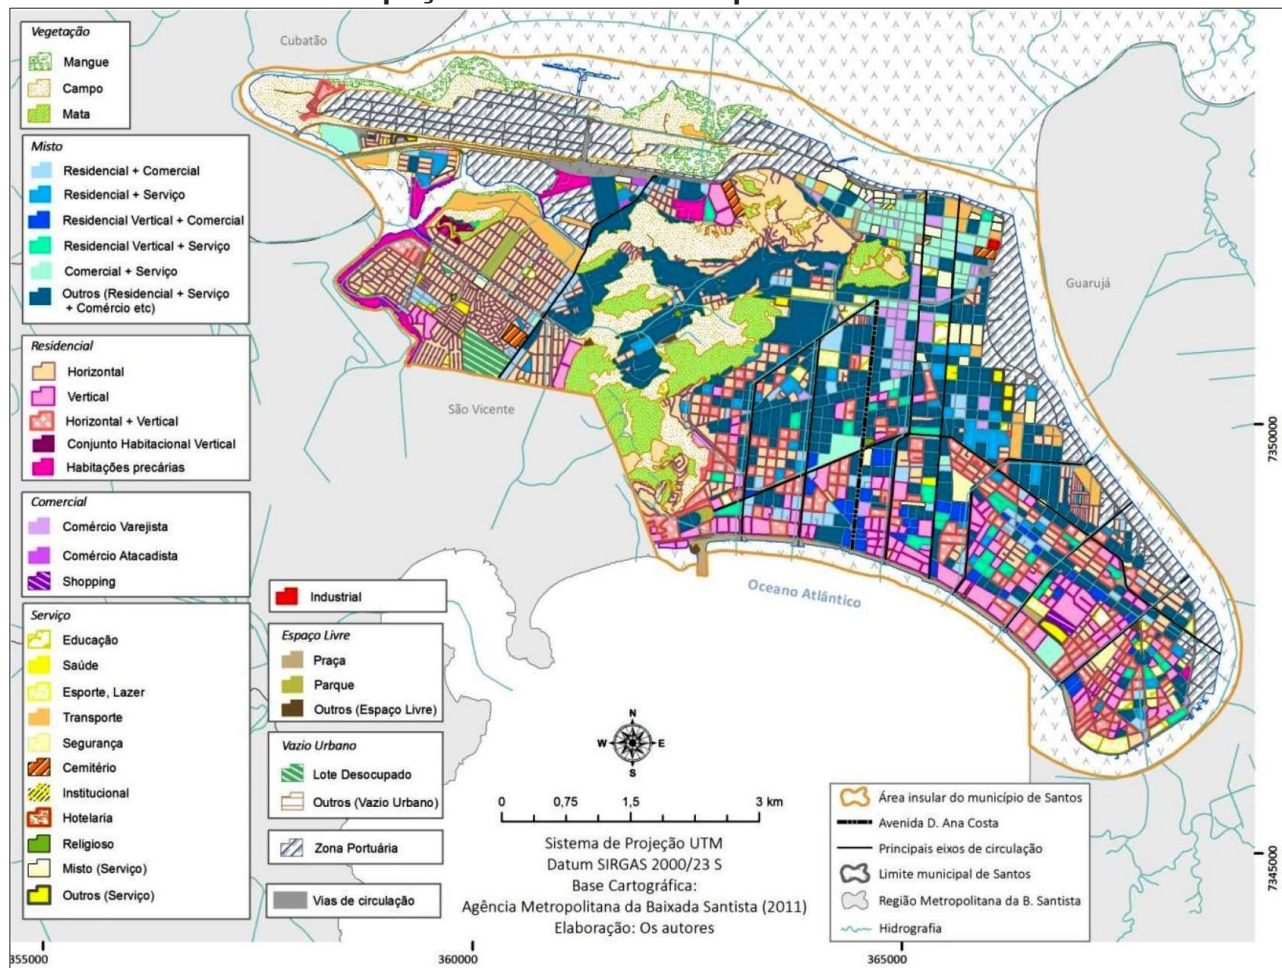 Cubatão
Guarujá
São Vicente
Oceano Atlântico
Vegetação
Mangue
Campo
Mata
Misto
Residencial + Comercial
Residencial + Serviço
Residencial Vertical + Comercial
Residencial Vertical + Serviço
Comercial + Serviço
Outros (Residencial + Serviço
+ Comércio etc)
Residencial
Horizontal
Vertical
Horizontal + Vertical
Conjunto Habitacional Vertical
Habitações precárias
Comercial
Comércio Varejista
Comércio Atacadista
Shopping
Serviço
Educação
Saúde
Esporte, Lazer
Transporte
Segurança
Cemitério
Institucional
Hotelaria
Religioso
Misto (Serviço)
Outros (Serviço)
Industrial
Espaço Livre
Praça
Parque
Outros (Espaço Livre)
Vazio Urbano
Lote Desocupado
Outros (Vazio Urbano)
Zona Portuária
Vias de circulação
N
W E
S
0 0,75 1,5 3 km
Sistema de Projeção UTM
Datum SIRGAS 2000/23 S
Base Cartográfica:
Agência Metropolitana da Baixada Santista (2011)
Elaboração: Os autores
Área insular do município de Santos
Avenida D. Ana Costa
Principais eixos de circulação
Limite municipal de Santos
Região Metropolitana da B. Santista
Hidrografia
7350000
7345000
355000
360000
365000